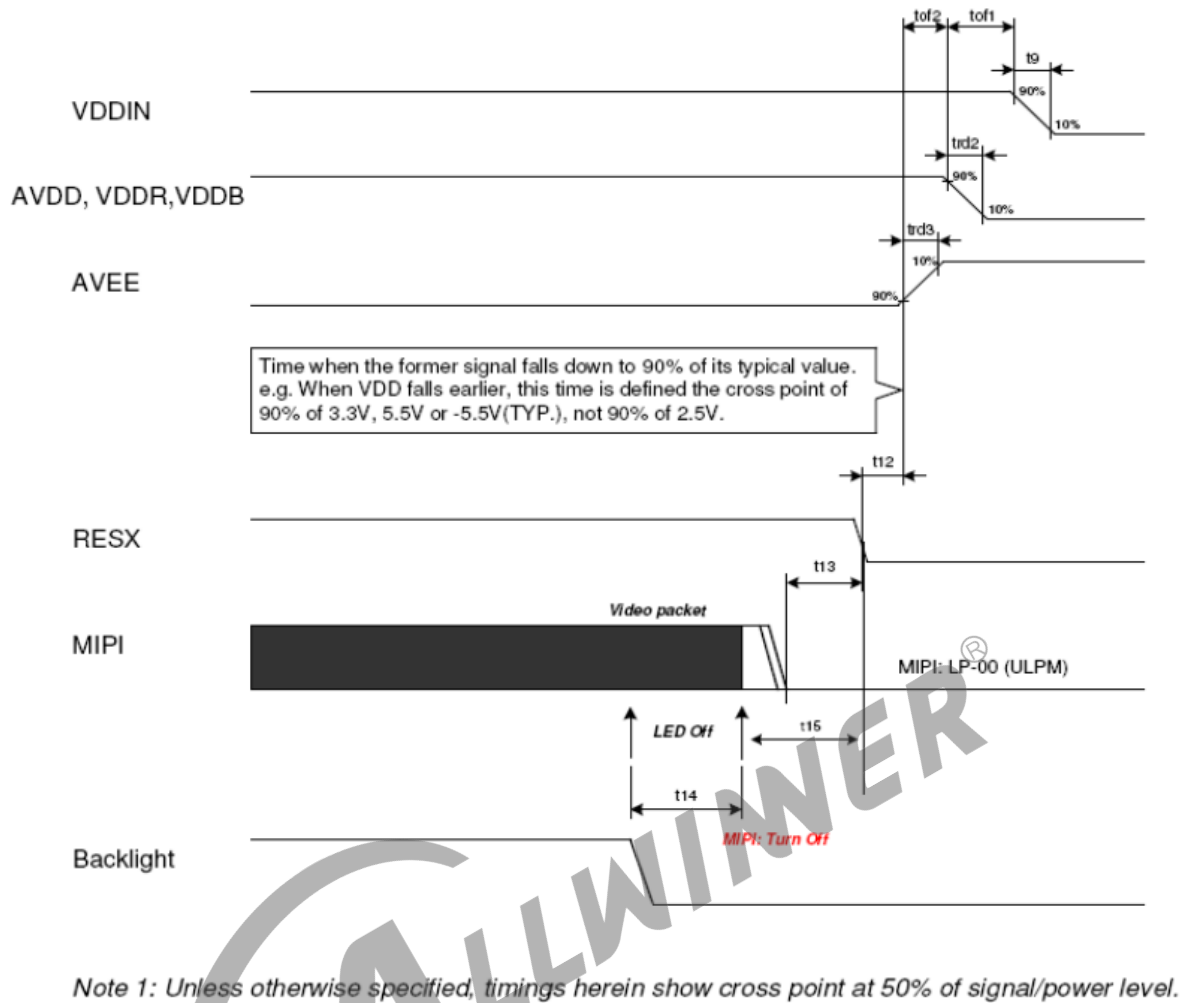 tof2 tof1
t9
VDDIN
90%
10%
trd2
AVDD, VDDR,VDDB
90%
10%
trd3
AVEE
10%
90%
Time when the former signal falls down to 90% of its typical value.
e.g. When VDD falls earlier, this time is defined the cross point of
90% of 3.3V, 5.5V or -5.5V(TYP.), not 90% of 2.5V.
t12
RESX
t13
Video packet
MIPI
MIPI: LP-00 (ULPM)
LED Off
t15
t14
MIPI: Turn Off
Backlight
ALLWINNER®
Note 1: Unless otherwise specified, timings herein show cross point at 50% of signal/power level.